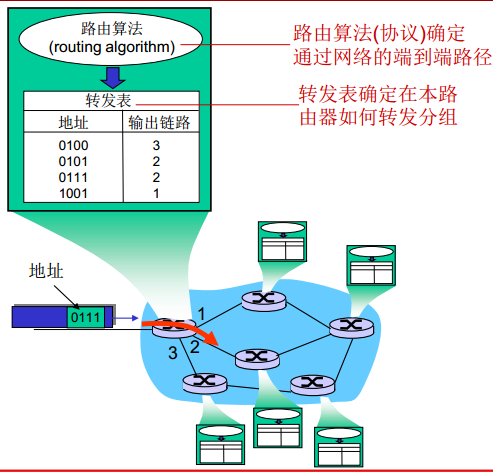 路由算法
(routing algorithm)
路由算法(协议)确定
通过网络的端到端路径
转发表
转发表确定在本路
由器如何转发分组
地址 输出链路
0100 3
0101 2
0111 2
1001 1
地址
0111
1
2
3